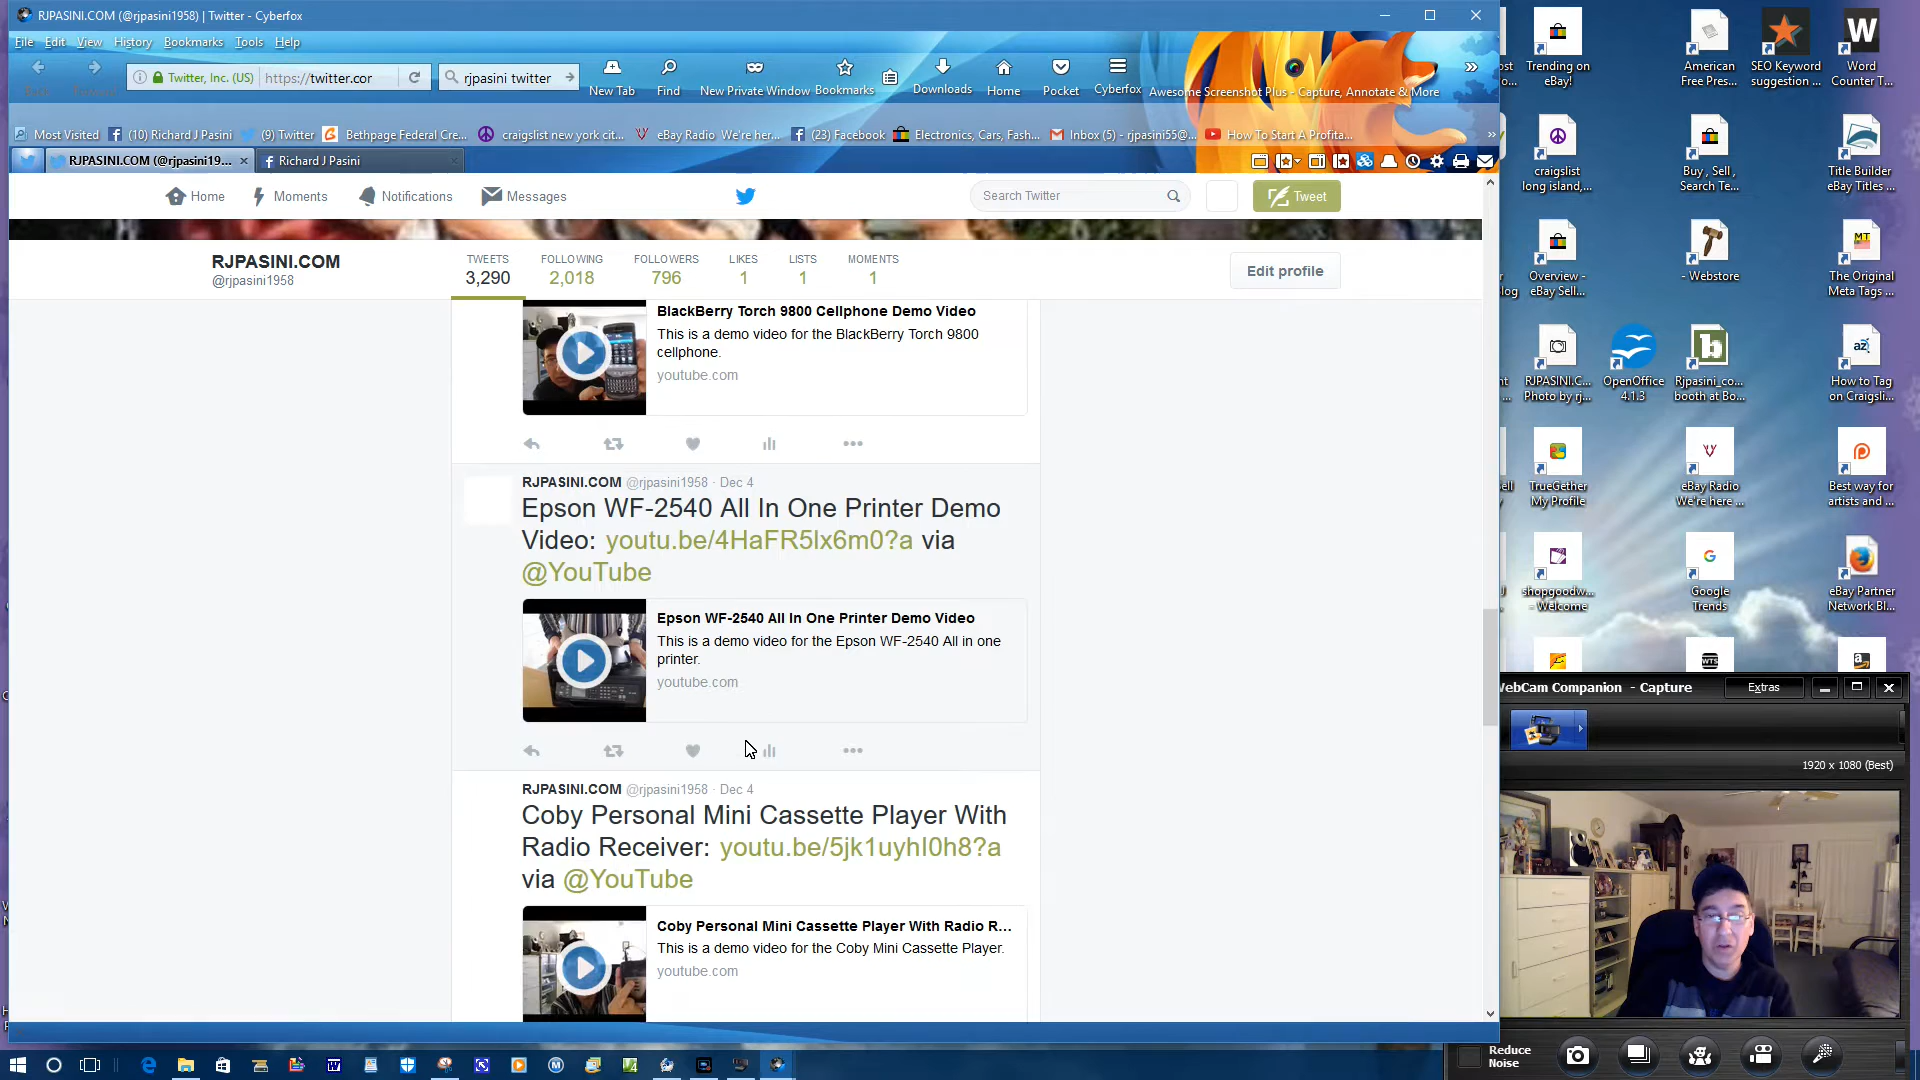 RJPASINI.COM (@rjpasini1958) | Twitter - Cyberfox
File Edit View History Bookmarks Tools Help
Twitter, Inc. (US) https://twitter.cor
rjpasini twitter
New Tab Find New Private Window Bookmarks Downloads Home Pocket Cyberfox Awesome Screenshot Plus - Capture, Annotate & More
Most Visited (10) Richard J Pasini (9) Twitter Bethpage Federal Cre... craigslist new york cit... eBay Radio We're her... (23) Facebook Electronics, Cars, Fash... Inbox (5) - rjpasini55@... How To Start A Profita...
RJPASINI.COM (@rjpasini19... Richard J Pasini
Home Moments Notifications Messages Search Twitter Tweet
RJPASINI.COM
@rjpasini1958
TWEETS FOLLOWING FOLLOWERS LIKES LISTS MOMENTS
3,290 2,018 796 1 1 1
Edit profile
BlackBerry Torch 9800 Cellphone Demo Video
This is a demo video for the BlackBerry Torch 9800
cellphone.
youtube.com
RJPASINI.COM @rjpasini1958 · Dec 4
Epson WF-2540 All In One Printer Demo
Video: youtu.be/4HaFR5lx6m0?a via
@YouTube
Epson WF-2540 All In One Printer Demo Video
This is a demo video for the Epson WF-2540 All in one
printer.
youtube.com
RJPASINI.COM @rjpasini1958 · Dec 4
Coby Personal Mini Cassette Player With
Radio Receiver: youtu.be/5jk1uyhI0h8?a
via @YouTube
Coby Personal Mini Cassette Player With Radio R...
This is a demo video for the Coby Mini Cassette Player.
youtube.com
Trending on
eBay!
American
Free Pres...
SEO Keyword
suggestion ...
Word
Counter T...
craigslist
long island,...
Buy , Sell ,
Search Te...
Title Builder
eBay Titles ...
Overview -
eBay Sell...
- Webstore
The Original
Meta Tags ...
RJPASINI.C...
Photo by rj...
OpenOffice
4.1.3
Rjpasini_co...
booth at Bo...
How to Tag
on Craigsli...
TrueGether
My Profile
eBay Radio
We're here ...
Best way for
artists and ...
shopgoodw...
- Welcome
Google
Trends
eBay Partner
Network Bl...
WebCam Companion - Capture
Extras
1920 x 1080 (Best)
Reduce
Noise